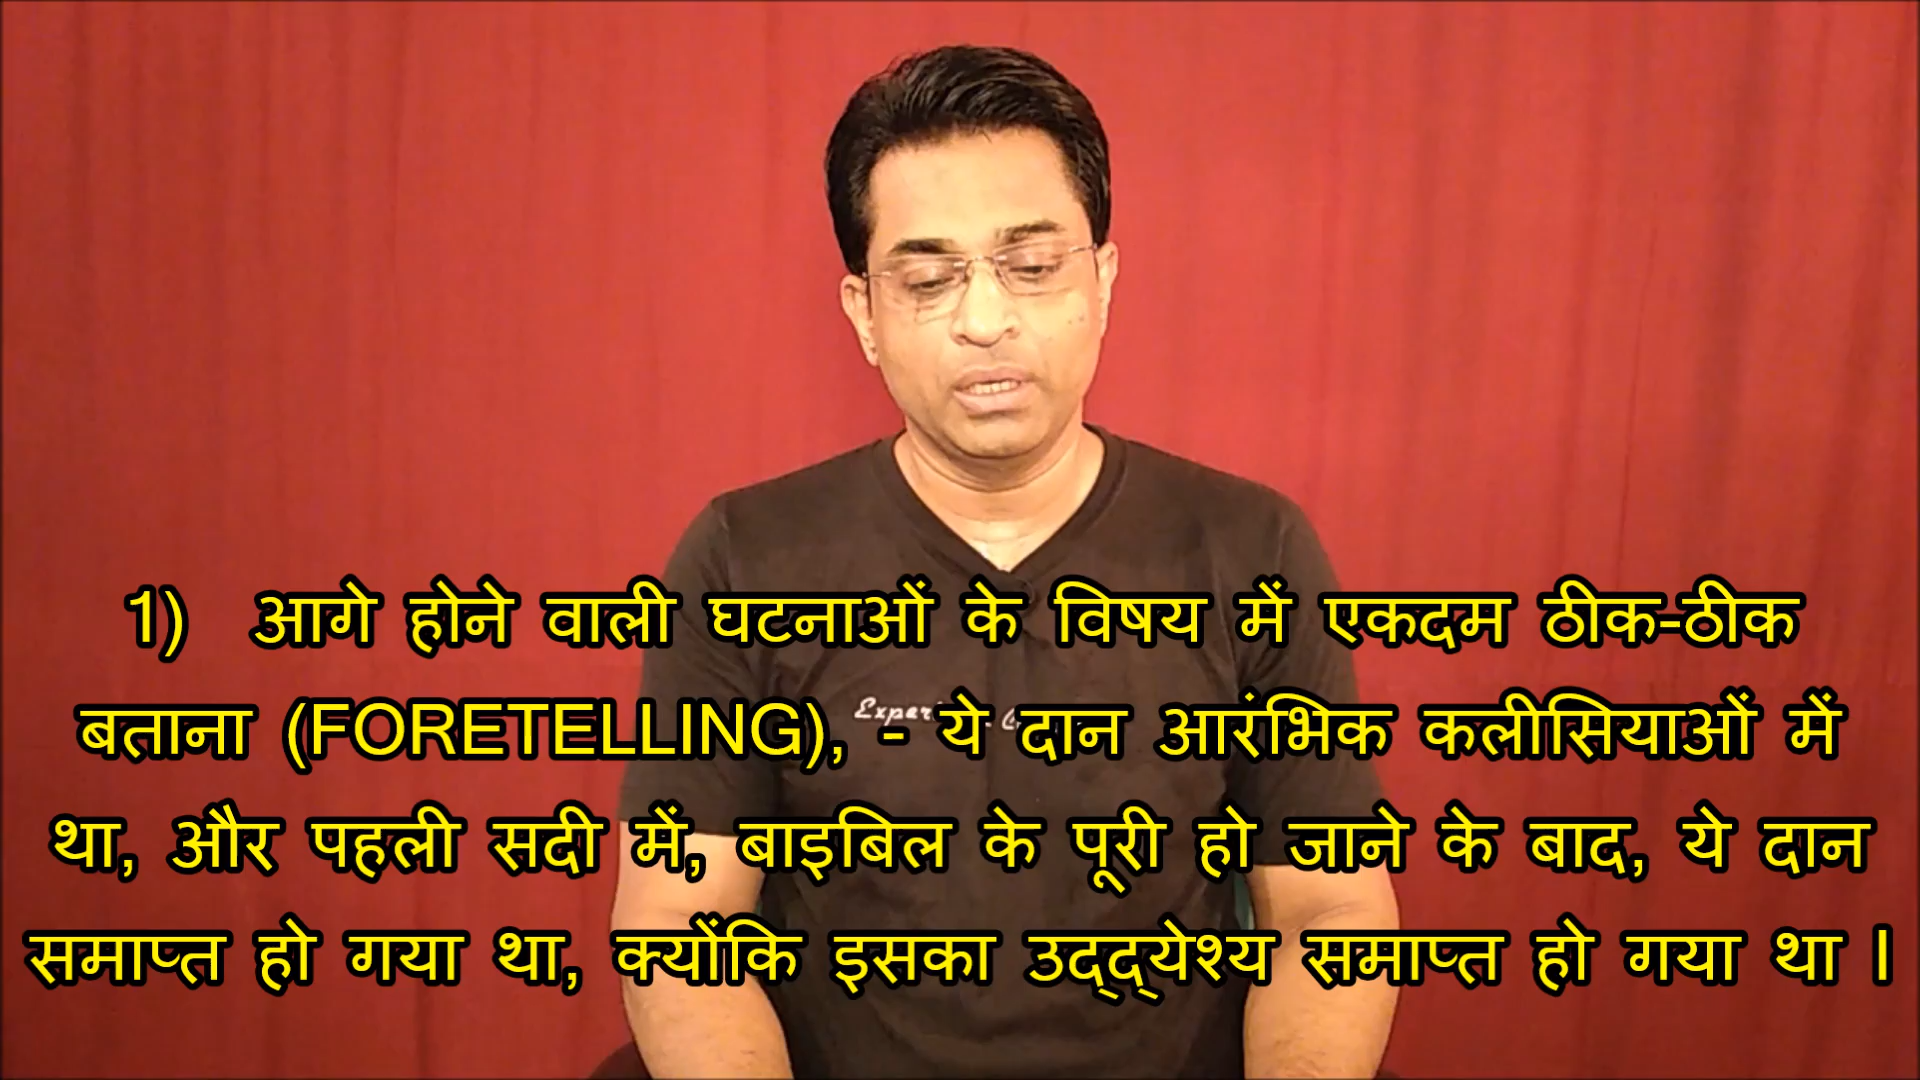 1) आगे होने वाली घटनाओं के विषय में एकदम ठीक-ठीक
बताना (FORETELLING), - ये दान आरंभिक कलीसियाओं में
था, और पहली सदी में, बाइबिल के पूरी हो जाने के बाद, ये दान
समाप्त हो गया था, क्योंकि इसका उद्द्येश्य समाप्त हो गया था।